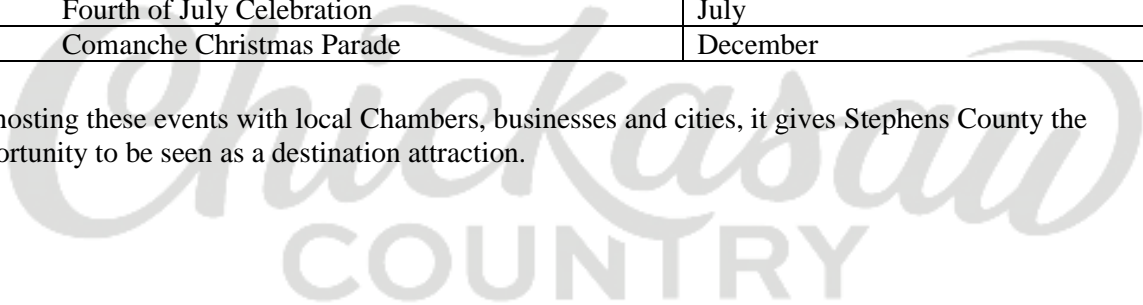 Fourth of July Celebration July
Comanche Christmas Parade December
hosting these events with local Chambers, businesses and cities, it gives Stephens County the
ortunity to be seen as a destination attraction.
Chickasaw
COUNTRY